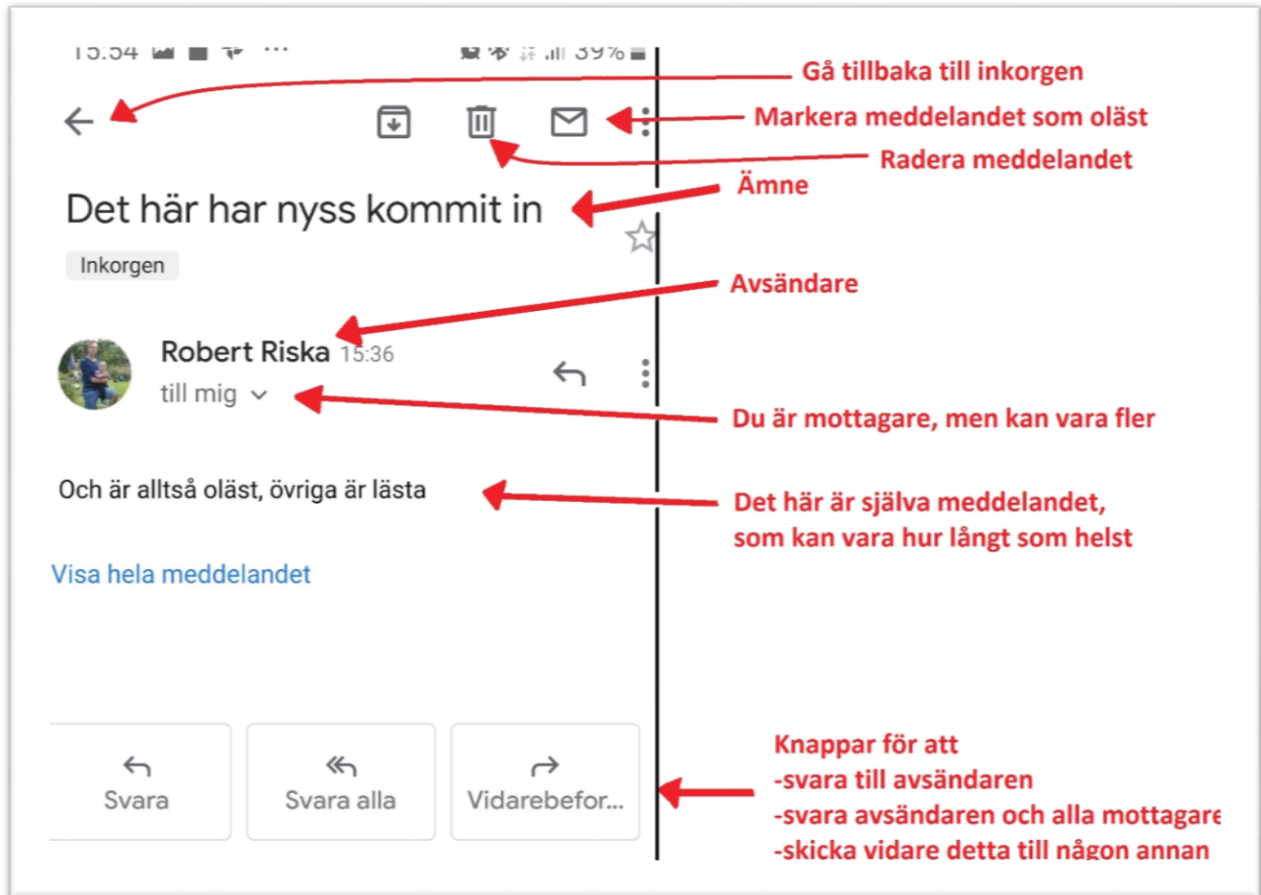 15:54 ... 39%
Gå tillbaka till inkorgen
Markera meddelandet som oläst
Radera meddelandet
Ämne
Det här har nyss kommit in
Inkorgen
Avsändare
Robert Riska 15:36
till mig
Du är mottagare, men kan vara fler
Och är alltså oläst, övriga är lästa
Det här är själva meddelandet,
som kan vara hur långt som helst
Visa hela meddelandet
Knappar för att
-svara till avsändaren
-svara avsändaren och alla mottagare
-skicka vidare detta till någon annan
Svara
Svara alla
Vidarebefor...